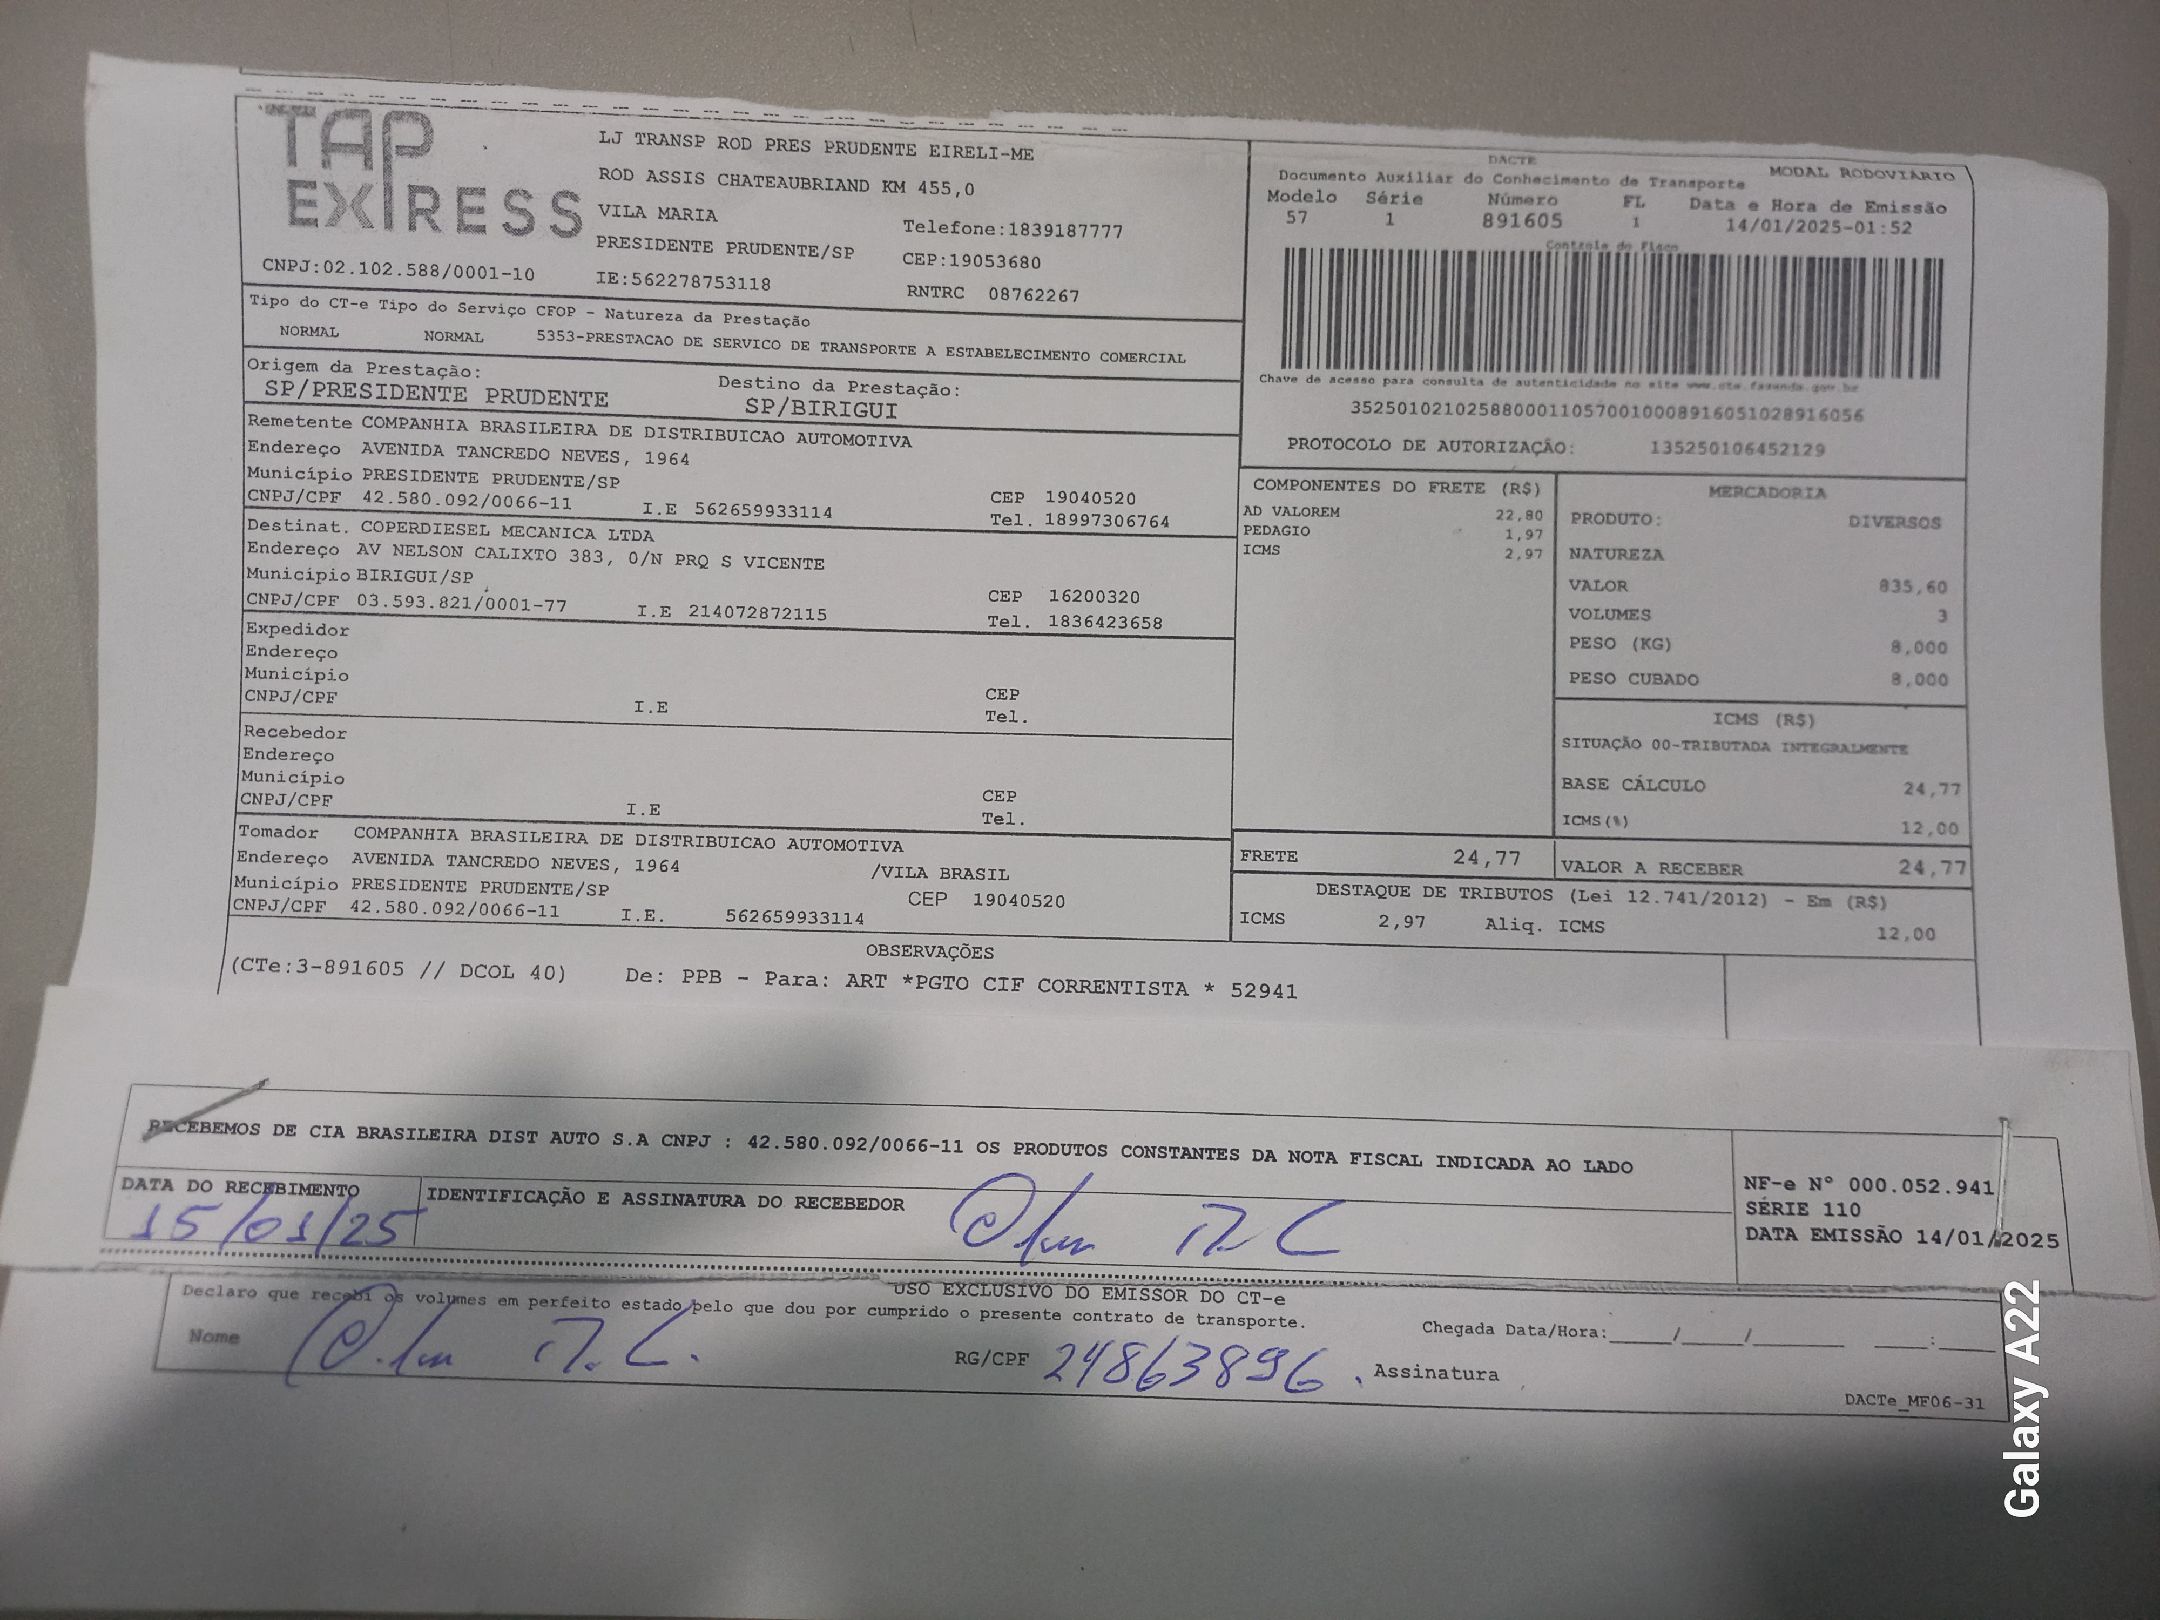 TAP EXPRESS
LJ TRANSP ROD PRES PRUDENTE EIRELI-ME
ROD ASSIS CHATEAUBRIAND KM 455,0
VILA MARIA Telefone:1839187777
PRESIDENTE PRUDENTE/SP CEP:19053680
CNPJ:02.102.588/0001-10 IE:562278753118 RNTRC 08762267
DACTE MODAL RODOVIÁRIO
Documento Auxiliar do Conhecimento de Transporte
Modelo Série Número FL Data e Hora de Emissão
57 1 891605 1 14/01/2025-01:52
Controle do Fisco
Chave de acesso para consulta de autenticidade no site www.cte.fazenda.gov.br
35250102102588000110570010008916051028916056
PROTOCOLO DE AUTORIZAÇÃO: 135250106452129
Tipo do CT-e Tipo do Serviço CFOP - Natureza da Prestação
NORMAL NORMAL 5353-PRESTACAO DE SERVICO DE TRANSPORTE A ESTABELECIMENTO COMERCIAL
Origem da Prestação: Destino da Prestação:
SP/PRESIDENTE PRUDENTE SP/BIRIGUI
Remetente COMPANHIA BRASILEIRA DE DISTRIBUICAO AUTOMOTIVA
Endereço AVENIDA TANCREDO NEVES, 1964
Município PRESIDENTE PRUDENTE/SP CEP 19040520
CNPJ/CPF 42.580.092/0066-11 I.E 562659933114 Tel. 18997306764
Destinat. COPERDIESEL MECANICA LTDA
Endereço AV NELSON CALIXTO 383, 0/N PRQ S VICENTE
Município BIRIGUI/SP CEP 16200320
CNPJ/CPF 03.593.821/0001-77 I.E 214072872115 Tel. 1836423658
Expedidor
Endereço
Município CEP
CNPJ/CPF I.E Tel.
Recebedor
Endereço
Município CEP
CNPJ/CPF I.E Tel.
Tomador COMPANHIA BRASILEIRA DE DISTRIBUICAO AUTOMOTIVA
Endereço AVENIDA TANCREDO NEVES, 1964 /VILA BRASIL
Município PRESIDENTE PRUDENTE/SP CEP 19040520
CNPJ/CPF 42.580.092/0066-11 I.E. 562659933114
COMPONENTES DO FRETE (R$)
AD VALOREM 22,80
PEDAGIO 1,97
ICMS 2,97
MERCADORIA
PRODUTO: DIVERSOS
NATUREZA
VALOR 835,60
VOLUMES 3
PESO (KG) 8,000
PESO CUBADO 8,000
ICMS (R$)
SITUAÇÃO 00-TRIBUTADA INTEGRALMENTE
BASE CÁLCULO 24,77
ICMS(%) 12,00
FRETE 24,77 VALOR A RECEBER 24,77
DESTAQUE DE TRIBUTOS (Lei 12.741/2012) - Em (R$)
ICMS 2,97 Aliq. ICMS 12,00
OBSERVAÇÕES
(CTe:3-891605 // DCOL 40) De: PPB - Para: ART *PGTO CIF CORRENTISTA * 52941
RECEBEMOS DE CIA BRASILEIRA DIST AUTO S.A CNPJ : 42.580.092/0066-11 OS PRODUTOS CONSTANTES DA NOTA FISCAL INDICADA AO LADO
DATA DO RECEBIMENTO IDENTIFICAÇÃO E ASSINATURA DO RECEBEDOR
15/01/25
NF-e Nº 000.052.941
SÉRIE 110
DATA EMISSÃO 14/01/2025
USO EXCLUSIVO DO EMISSOR DO CT-e
Declaro que recebi os volumes em perfeito estado pelo que dou por cumprido o presente contrato de transporte.
Chegada Data/Hora:_____/_____/_______ ____:____
Nome RG/CPF 24863896 Assinatura
DACTe_MF06-31
Galaxy A22